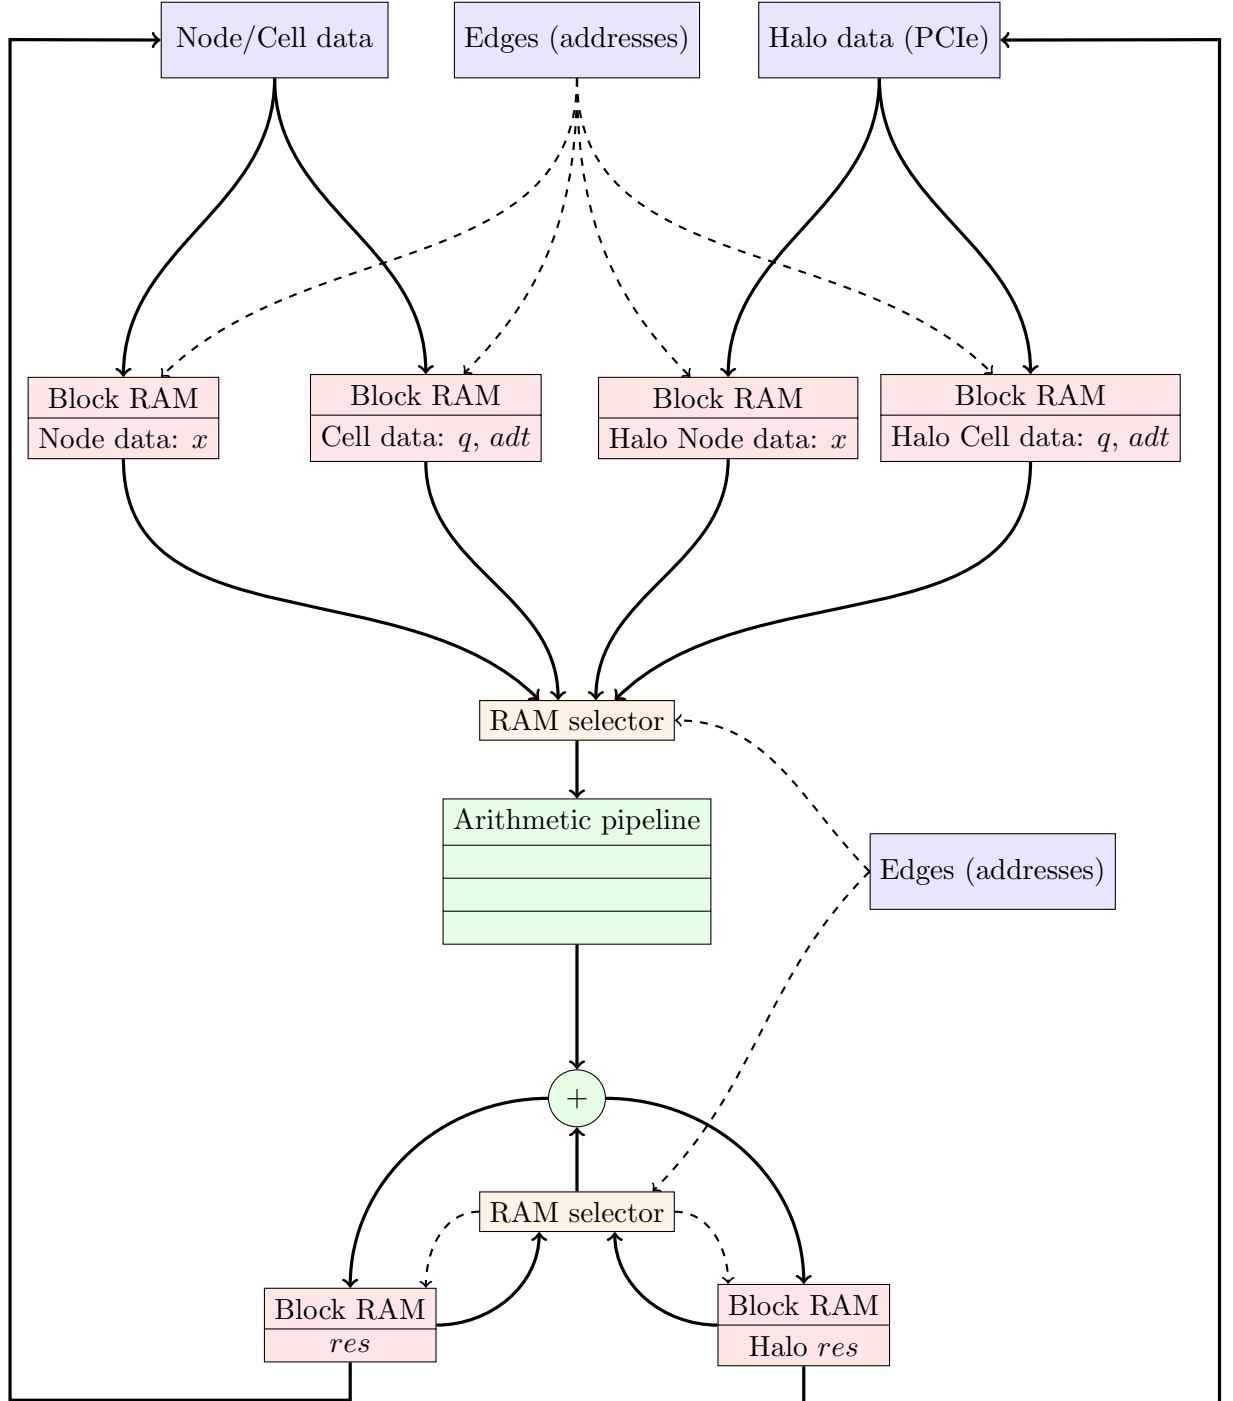 Node/Cell data
Edges (addresses)
Halo data (PCIe)
Block RAM
Node data: x
Block RAM
Cell data: q, adt
Block RAM
Halo Node data: x
Block RAM
Halo Cell data: q, adt
RAM selector
Arithmetic pipeline
Edges (addresses)
+
RAM selector
Block RAM
res
Block RAM
Halo res